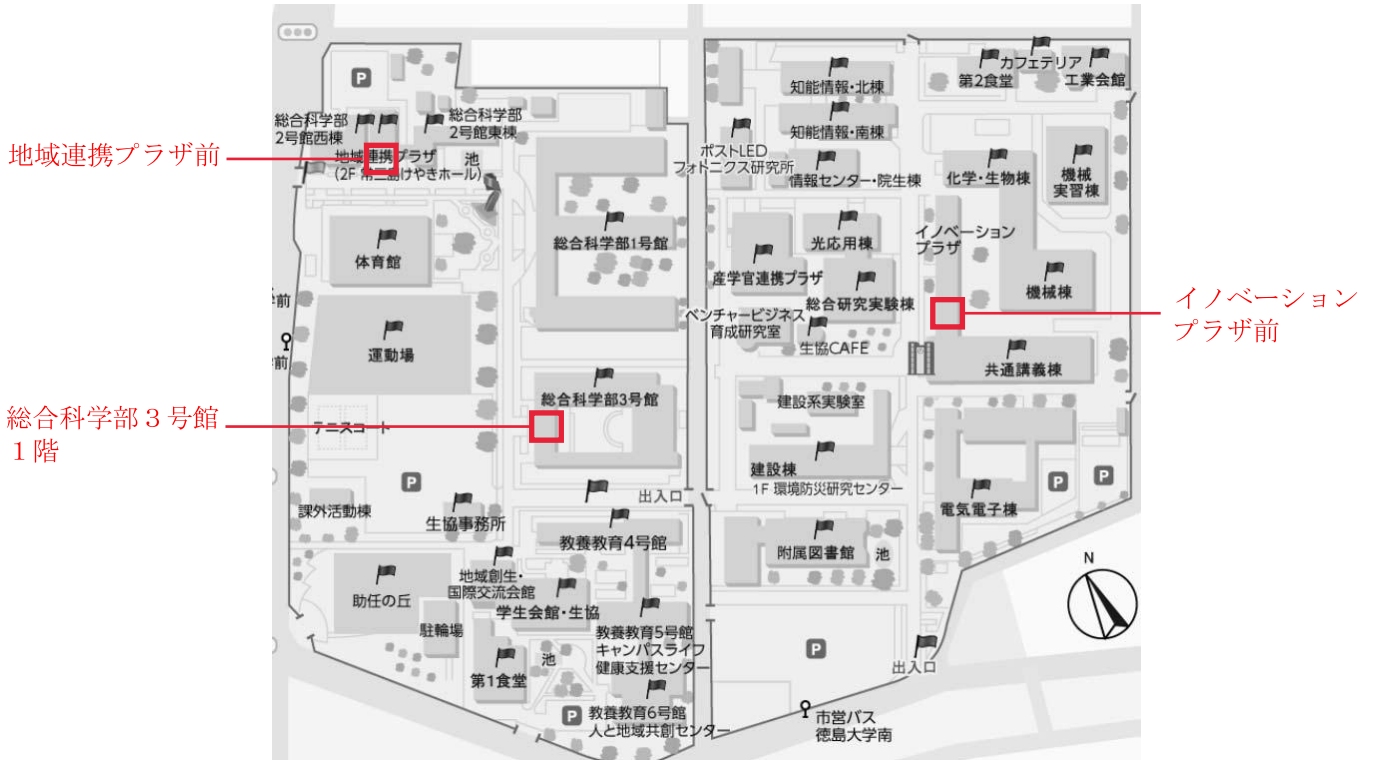 カフェテリア
P
第2食堂
工業会館
知能情報・北棟
総合科学部
2号館西棟
総合科学部
2号館東棟
知能情報・南棟
地域連携プラザ前
地域連携プラザ
(2F 常三島けやきホール)
池
ポストLED
フォトニクス研究所
情報センター・院生棟
化学・生物棟
機械
実習棟
総合科学部1号館
光応用棟
イノベーション
プラザ
体育館
産学官連携プラザ
機械棟
総合研究実験棟
イノベーション
プラザ前
学前
ベンチャービジネス
育成研究室
生協CAFE
運動場
前
共通講義棟
総合科学部3号館
建設系実験室
総合科学部３号館
１階
テニスコート
建設棟
1F 環境防災研究センター
P
P
P
出入口
課外活動棟
生協事務所
電気電子棟
教養教育4号館
附属図書館
池
N
地域創生・
国際交流会館
助任の丘
学生会館・生協
駐輪場
教養教育5号館
キャンパスライフ
健康支援センター
P
出入口
池
第1食堂
P
教養教育6号館
人と地域共創センター
市営バス
徳島大学南